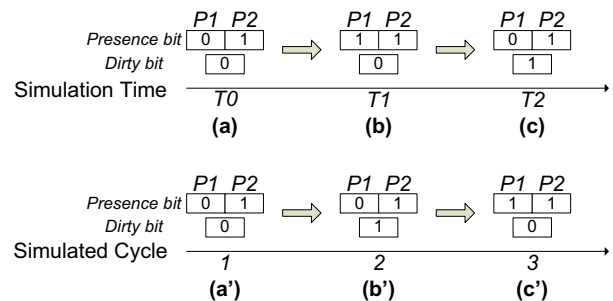 P1 P2 P1 P2 P1 P2
Presence bit 0 1 1 1 0 1
Dirty bit 0 0 1
Simulation Time T0 T1 T2
(a) (b) (c)
P1 P2 P1 P2 P1 P2
Presence bit 0 1 0 1 1 1
Dirty bit 0 1 0
Simulated Cycle 1 2 3
(a') (b') (c')